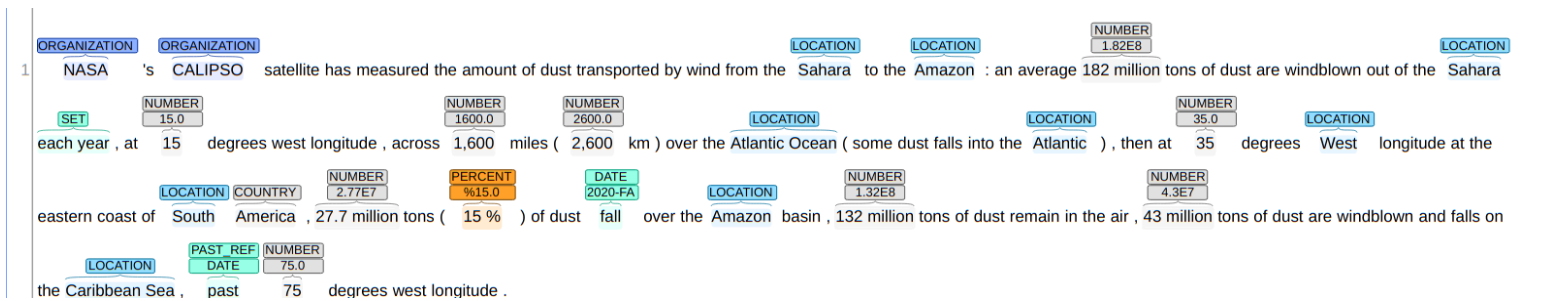 NUMBER
ORGANIZATION ORGANIZATION LOCATION LOCATION 1.82E8 LOCATION
1 NASA 's CALIPSO satellite has measured the amount of dust transported by wind from the Sahara to the Amazon : an average 182 million tons of dust are windblown out of the Sahara
NUMBER NUMBER NUMBER NUMBER
SET 15.0 1600.0 2600.0 LOCATION LOCATION 35.0 LOCATION
each year , at 15 degrees west longitude , across 1,600 miles ( 2,600 km ) over the Atlantic Ocean ( some dust falls into the Atlantic ) , then at 35 degrees West longitude at the
NUMBER PERCENT DATE NUMBER NUMBER
LOCATION COUNTRY 2.77E7 %15.0 2020-FA LOCATION 1.32E8 4.3E7
eastern coast of South America , 27.7 million tons ( 15 % ) of dust fall over the Amazon basin , 132 million tons of dust remain in the air , 43 million tons of dust are windblown and falls on
PAST_REF NUMBER
LOCATION DATE 75.0
the Caribbean Sea , past 75 degrees west longitude .